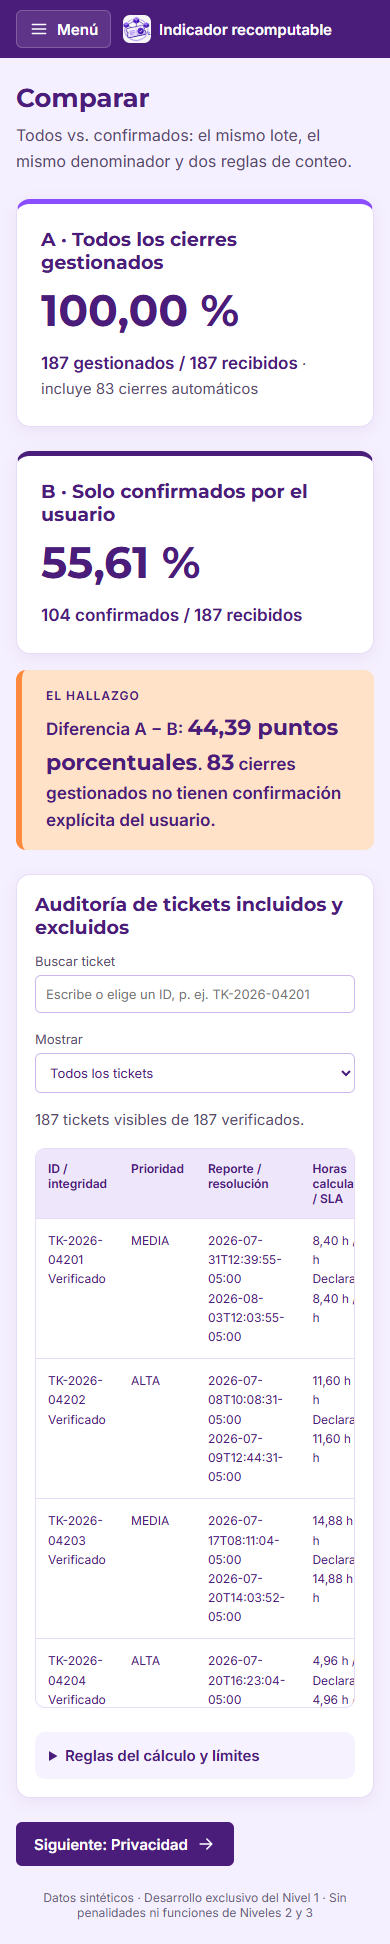 Menú
Indicador recomputable
Comparar
Todos vs. confirmados: el mismo lote, el
mismo denominador y dos reglas de conteo.
A · Todos los cierres
gestionados
100,00 %
187 gestionados / 187 recibidos ·
incluye 83 cierres automáticos
B · Solo confirmados por el
usuario
55,61 %
104 confirmados / 187 recibidos
EL HALLAZGO
Diferencia A − B: 44,39 puntos
porcentuales. 83 cierres
gestionados no tienen confirmación
explícita del usuario.
Auditoría de tickets incluidos y
excluidos
Buscar ticket
Escribe o elige un ID, p. ej. TK-2026-04201
Mostrar
Todos los tickets
187 tickets visibles de 187 verificados.
ID /
integridad
Prioridad
Reporte /
resolución
Horas
calcula
/ SLA
TK-2026-
04201
Verificado
MEDIA
2026-07-
31T12:39:55-
05:00
2026-08-
03T12:03:55-
05:00
8,40 h /
h
Declara
8,40 h /
h
TK-2026-
04202
Verificado
ALTA
2026-07-
08T10:08:31-
05:00
2026-07-
09T12:44:31-
05:00
11,60 h
h
Declara
11,60 h
h
TK-2026-
04203
Verificado
MEDIA
2026-07-
17T08:11:04-
05:00
2026-07-
20T14:03:52-
05:00
14,88 h
h
Declara
14,88 h
h
TK-2026-
04204
Verificado
ALTA
2026-07-
20T16:23:04-
05:00
4,96 h /
Declara
4,96 h
Reglas del cálculo y límites
Siguiente: Privacidad →
Datos sintéticos · Desarrollo exclusivo del Nivel 1 · Sin
penalidades ni funciones de Niveles 2 y 3